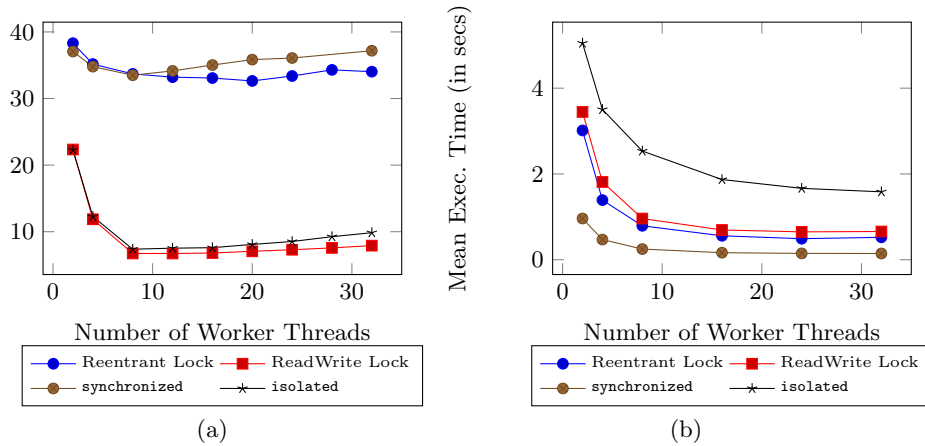 40
30
20
10
0
10
20
30
Number of Worker Threads
Reentrant Lock
ReadWrite Lock
synchronized
isolated
(a)
Mean Exec. Time (in secs)
4
2
0
0
10
20
30
Number of Worker Threads
Reentrant Lock
ReadWrite Lock
synchronized
isolated
(b)